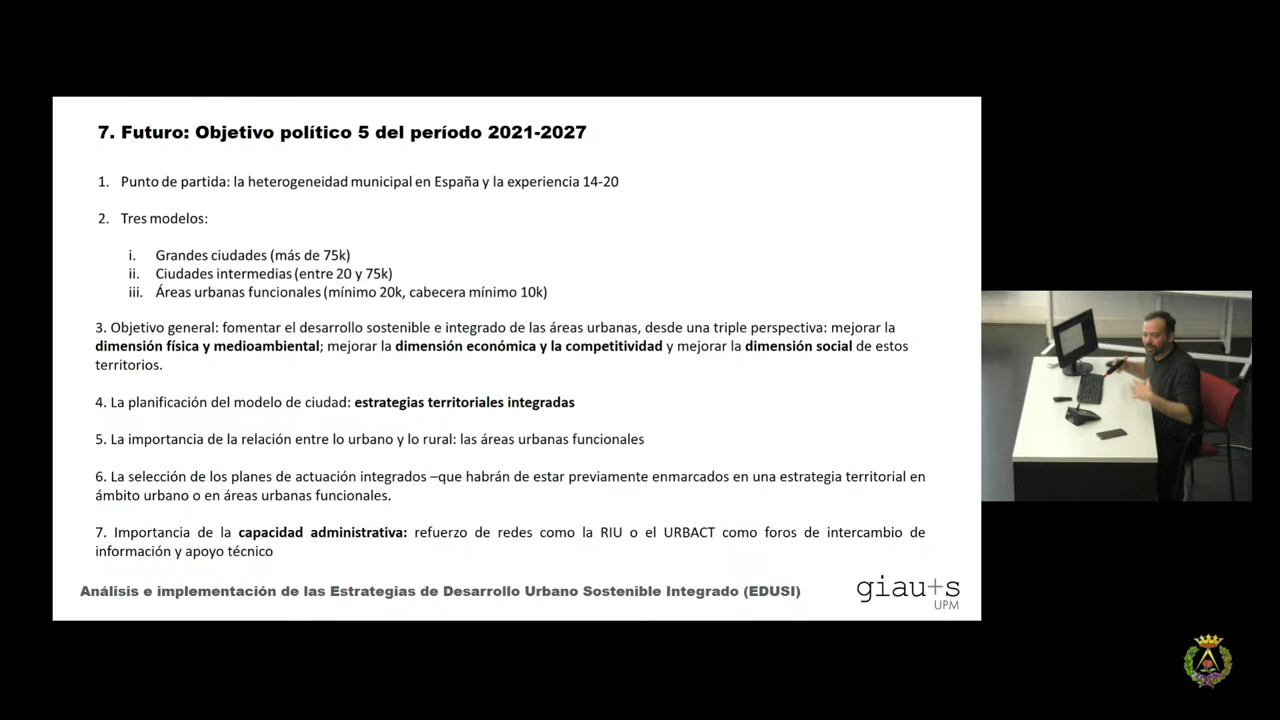 7. Futuro: Objetivo político 5 del período 2021-2027
1. Punto de partida: la heterogeneidad municipal en España y la experiencia 14-20
2. Tres modelos:
i. Grandes ciudades (más de 75k)
ii. Ciudades intermedias (entre 20 y 75k)
iii. Áreas urbanas funcionales (mínimo 20k, cabecera mínimo 10k)
3. Objetivo general: fomentar el desarrollo sostenible e integrado de las áreas urbanas, desde una triple perspectiva: mejorar la
dimensión física y medioambiental; mejorar la dimensión económica y la competitividad y mejorar la dimensión social de estos
territorios.
4. La planificación del modelo de ciudad: estrategias territoriales integradas
5. La importancia de la relación entre lo urbano y lo rural: las áreas urbanas funcionales
6. La selección de los planes de actuación integrados –que habrán de estar previamente enmarcados en una estrategia territorial en
ámbito urbano o en áreas urbanas funcionales.
7. Importancia de la capacidad administrativa: refuerzo de redes como la RIU o el URBACT como foros de intercambio de
información y apoyo técnico
Análisis e implementación de las Estrategias de Desarrollo Urbano Sostenible Integrado (EDUSI)
giau+s
UPM